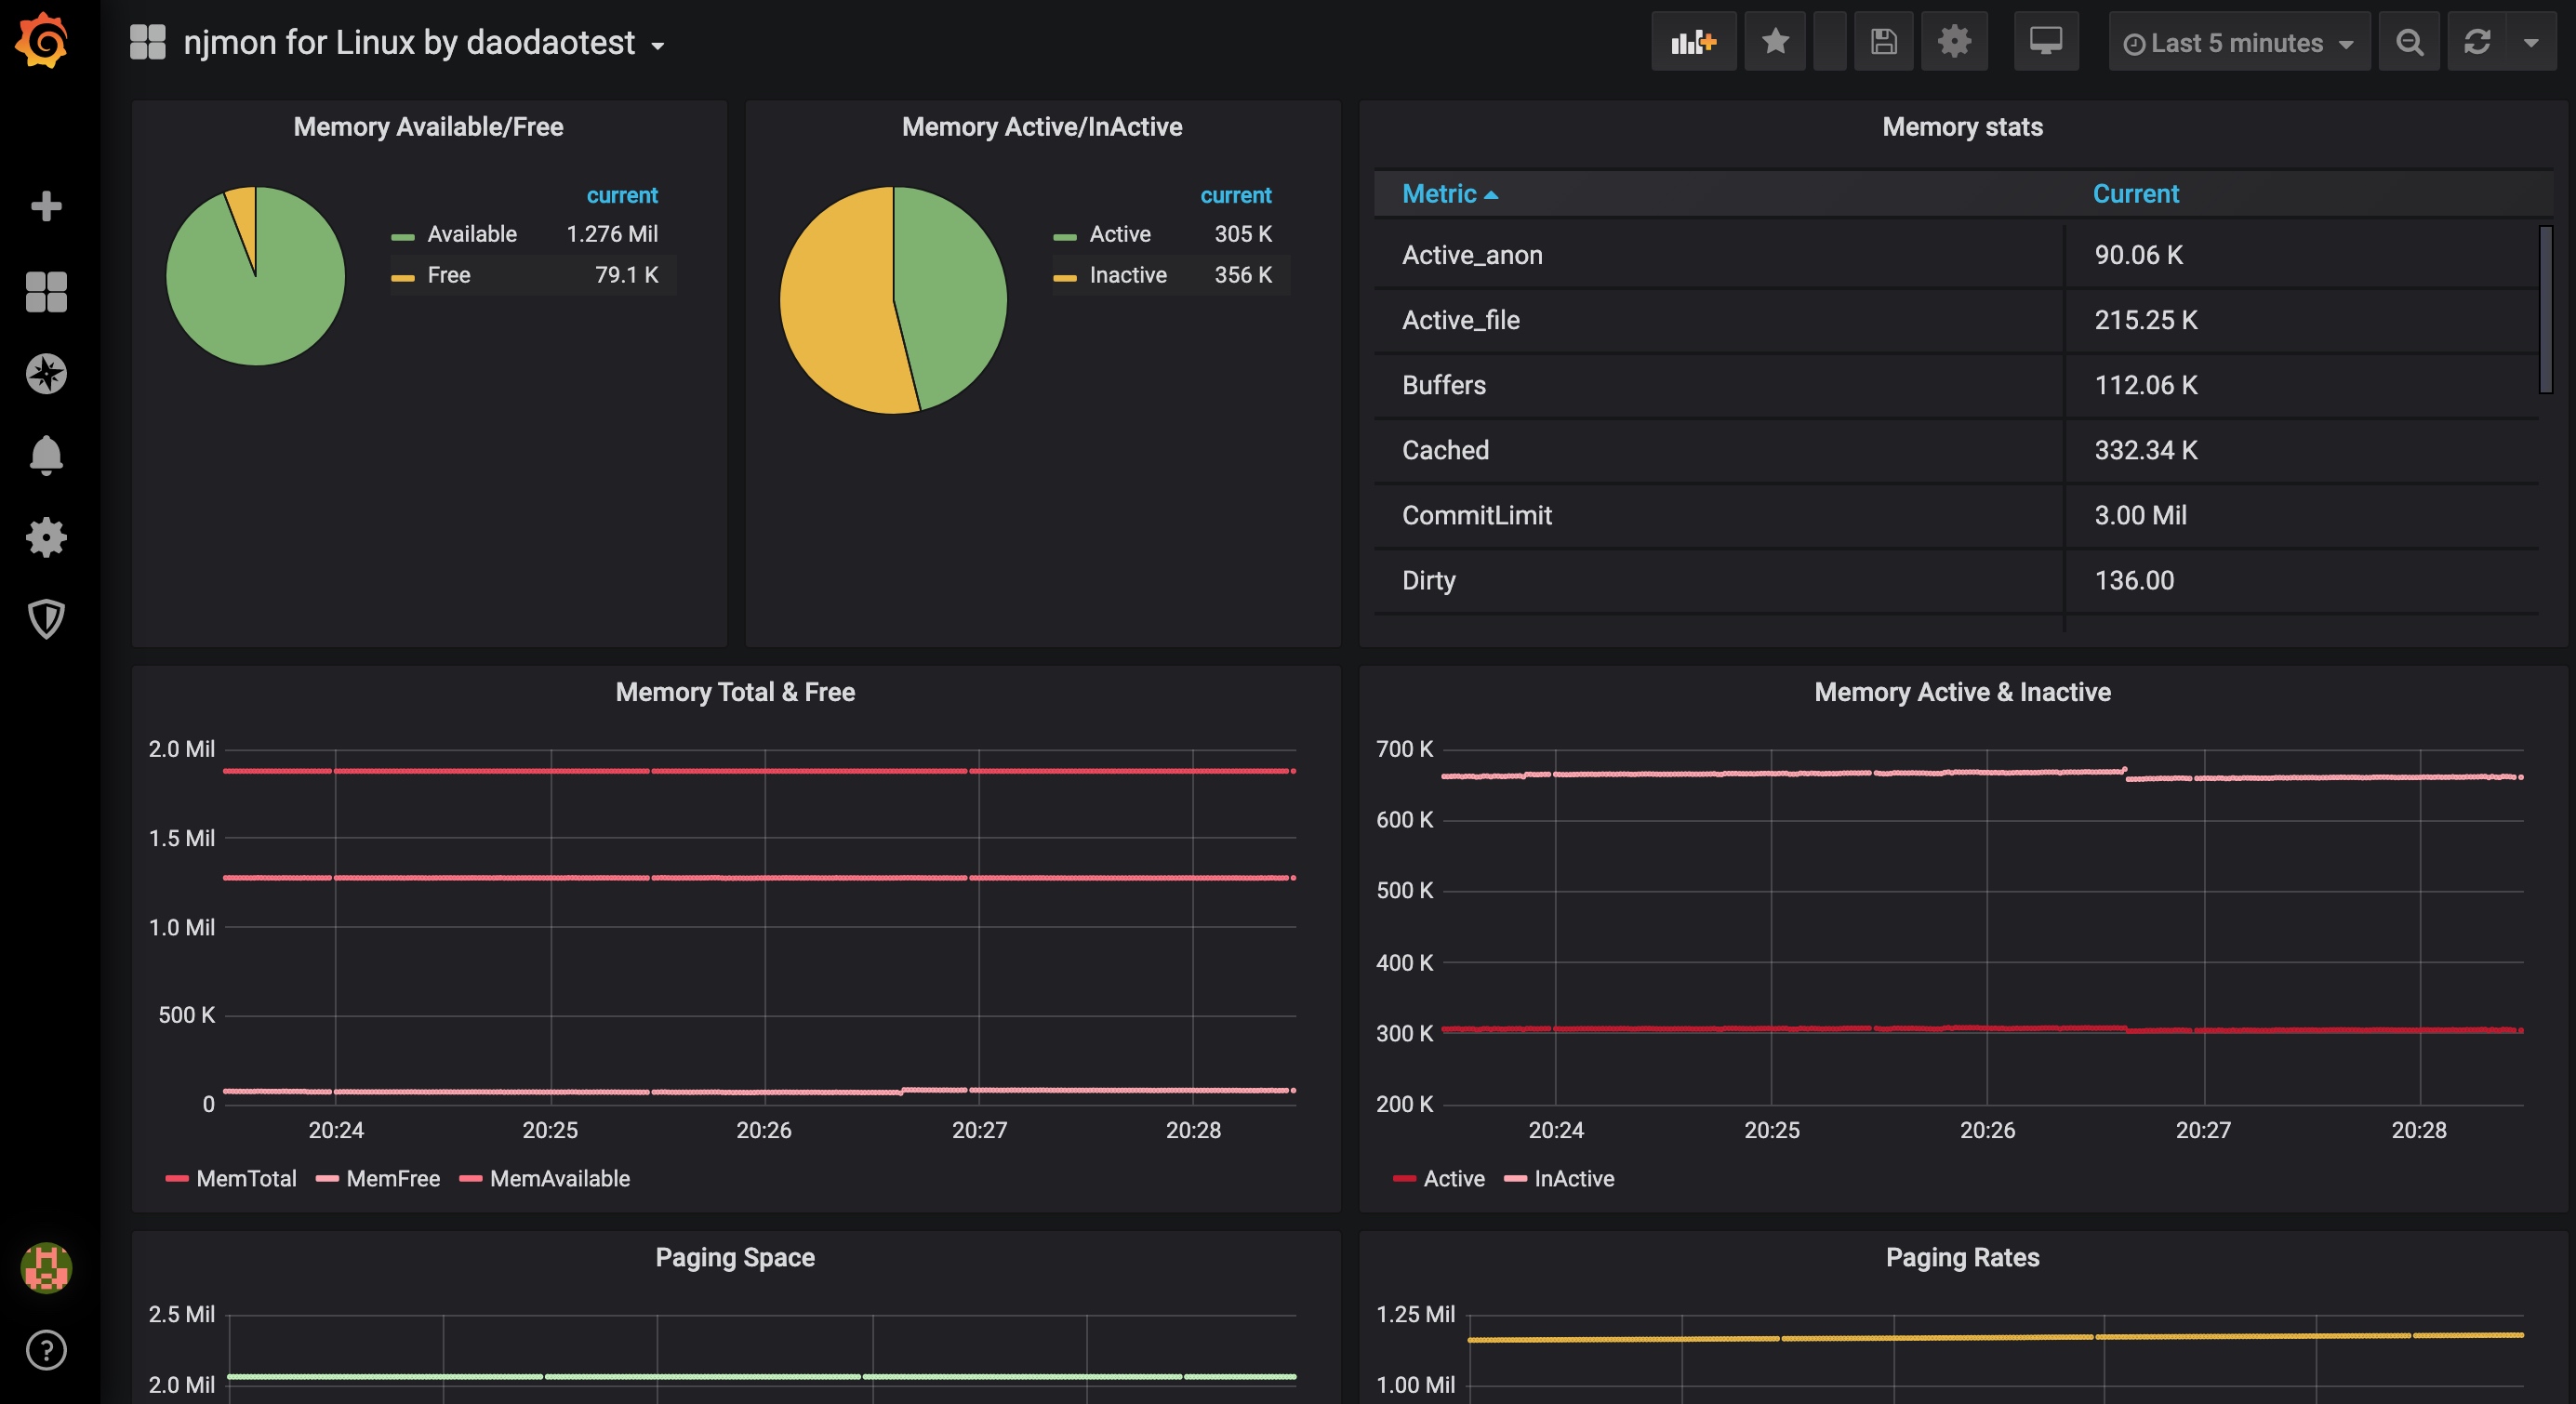 njmon for Linux by daodaotest
Last 5 minutes
Memory Available/Free
current
Available 1.276 Mil
Free 79.1 K
Memory Active/InActive
current
Active 305 K
Inactive 356 K
Memory stats
Metric Current
Active_anon 90.06 K
Active_file 215.25 K
Buffers 112.06 K
Cached 332.34 K
CommitLimit 3.00 Mil
Dirty 136.00
Memory Total & Free
2.0 Mil
1.5 Mil
1.0 Mil
500 K
0
20:24 20:25 20:26 20:27 20:28
MemTotal MemFree MemAvailable
Memory Active & Inactive
700 K
600 K
500 K
400 K
300 K
200 K
20:24 20:25 20:26 20:27 20:28
Active InActive
Paging Space
2.5 Mil
2.0 Mil
Paging Rates
1.25 Mil
1.00 Mil
?